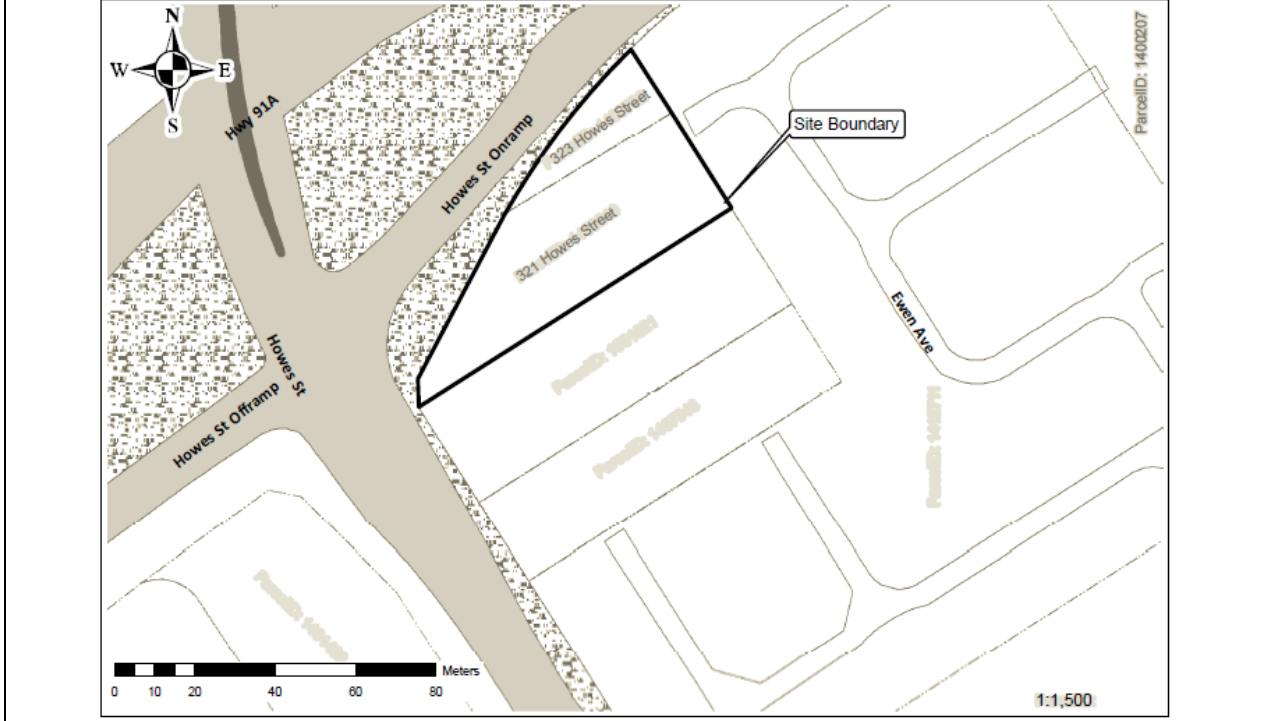 N
W E
S
Hwy 91A
Howes St Onramp
323 Howes Street
Site Boundary
ParcelID: 1400207
321 Howes Street
Ewen Ave
Howes St
Howes St Offramp
Meters
0 10 20 40 60 80
1:1,500